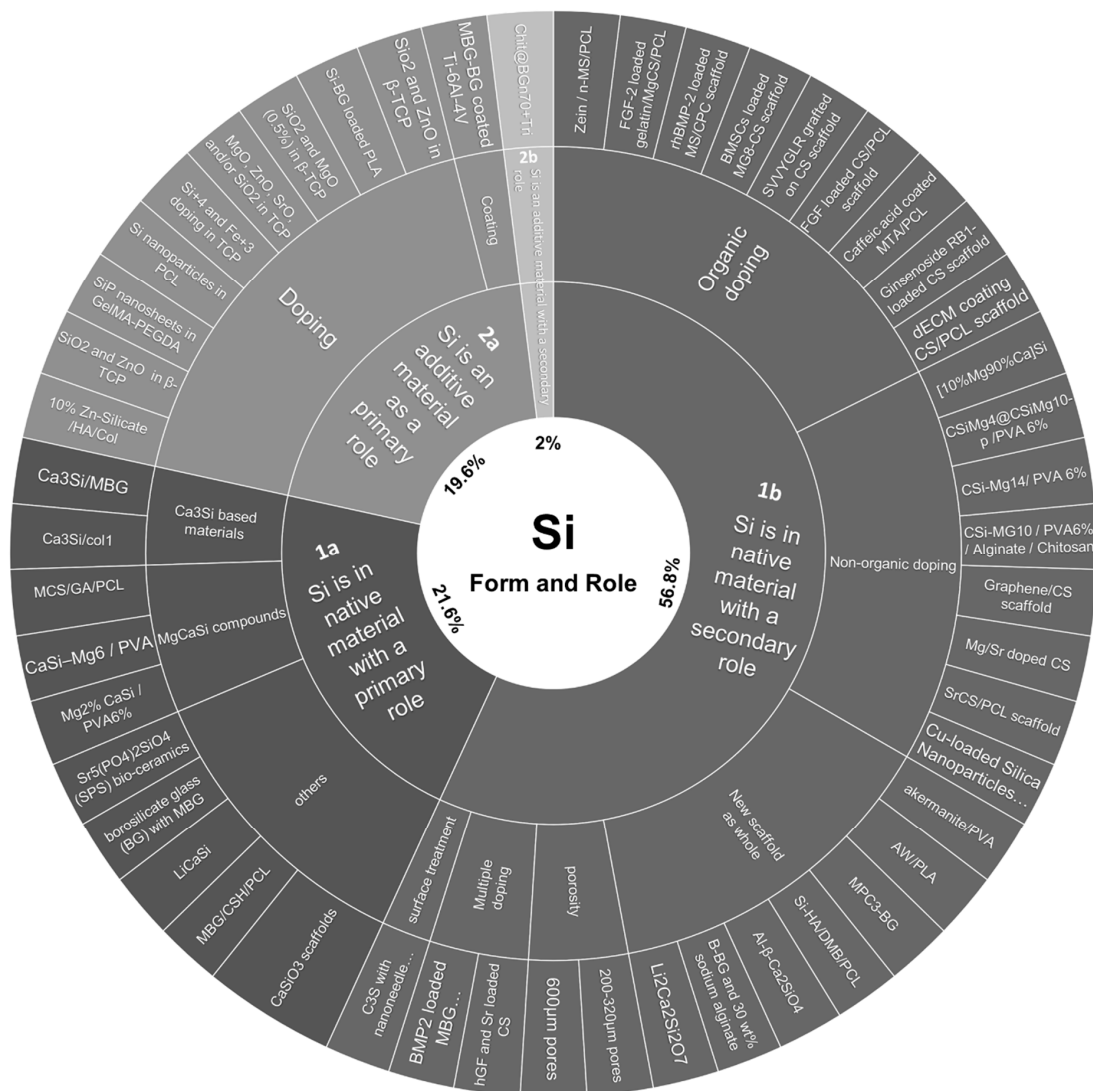 Si
Form and Role
56.8%
21.6%
19.6%
2%
1b
Si is in
native
material
with a
secondary
role
Organic
doping
Zein / n-MS/PCL
FGF-2 loaded
gelatin/MgCS/PCL
rhBMP-2 loaded
MS/CPC scaffold
BMSCs loaded
MG8-CS scaffold
SVVYGLR grafted
on CS scaffold
FGF loaded CS/PCL
scaffold
Caffeic acid coated
MTA/PCL
Ginsenoside RB1-
loaded CS scaffold
dECM coating
CS/PCL scaffold
Non-organic doping
[10%Mg90%Ca]Si
CSiMg4@CSiMg10-
p /PVA 6%
CSi-Mg14/ PVA 6%
CSi-MG10 / PVA6%
/ Alginate / Chitosan
Graphene/CS
scaffold
Mg/Sr doped CS
SrCS/PCL scaffold
Cu-loaded Silica
Nanoparticles…
New scaffold
as whole
akermanite/PVA
AW/PLA
MPC3-BG
Si-HA/DMB/PCL
Al-β-Ca2SiO4
B-BG and 30 wt%
sodium alginate
Li2Ca2Si2O7
porosity
200-320µm pores
600µm pores
Multiple
doping
hGF and Sr loaded
CS
BMP2 loaded
MBG…
surface treatment
C3S with
nanoneedle…
1a
Si is in
native
material
with a
primary
role
others
CaSiO3 scaffolds
MBG/CSH/PCL
LiCaSi
borosilicate glass
(BG) with MBG
Sr5(PO4)2SiO4
(SPS) bio-ceramics
MgCaSi compounds
Mg2% CaSi /
PVA6%
CaSi–Mg6 / PVA
MCS/GA/PCL
Ca3Si based
materials
Ca3Si/col1
Ca3Si/MBG
2a
Si is an
additive
material
as a
primary
role
Doping
10% Zn-Silicate
/HA/Col
SiO2 and ZnO in β-
TCP
SiP nanosheets in
GelMA-PEGDA
Si nanoparticles in
PCL
Si+4 and Fe+3
doping in TCP
MgO, ZnO, SrO,
and/or SiO2 in TCP
SiO2 and MgO
(0.5%) in β-TCP
Si-BG loaded PLA
Sio2 and ZnO in
β-TCP
Coating
MBG-BG coated
Ti-6Al-4V
2b
Si is an additive material with a secondary
role
Chit@BGn70+Tri